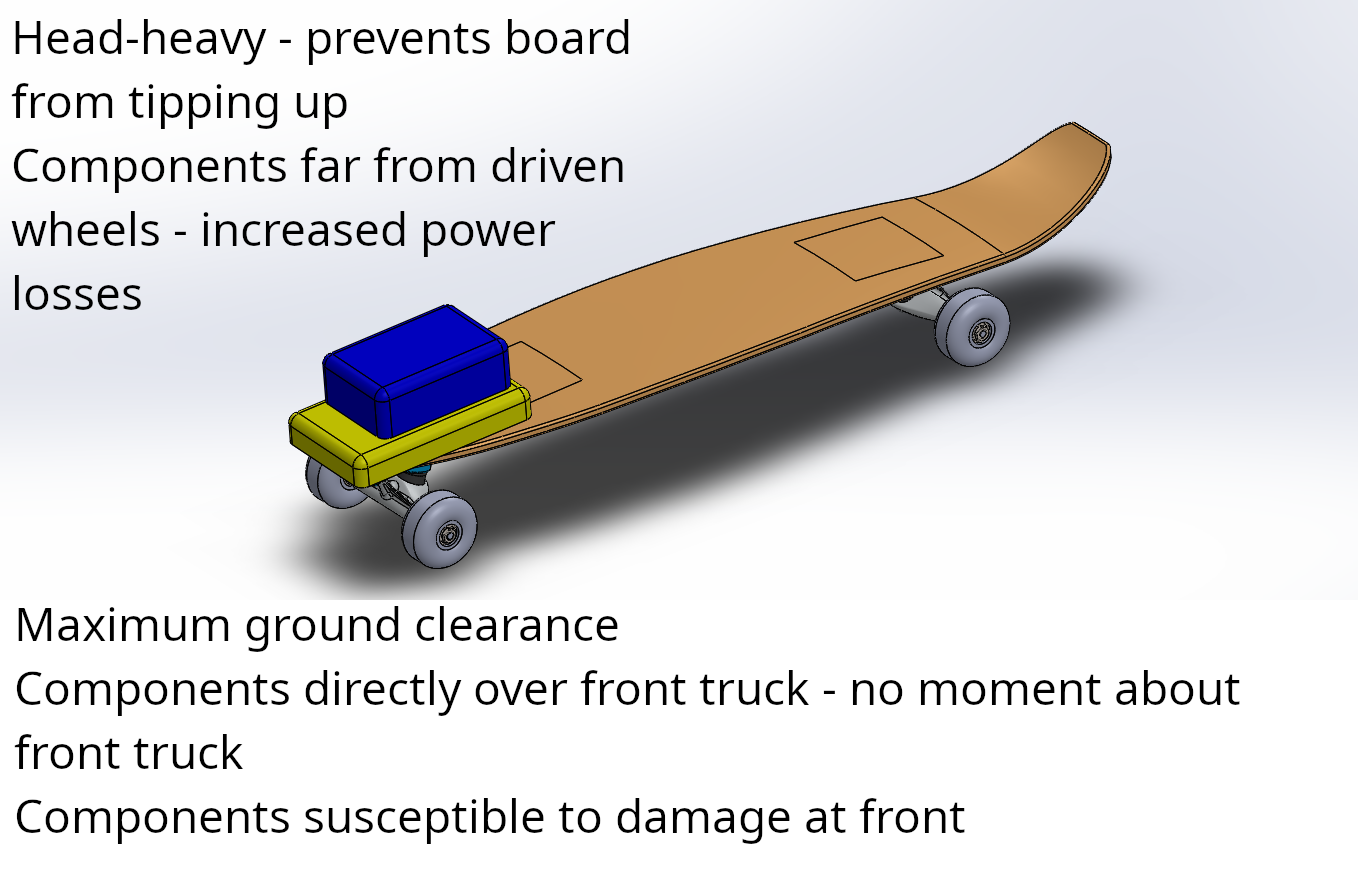 Head-heavy - prevents board
from tipping up
Components far from driven
wheels - increased power
losses
Maximum ground clearance
Components directly over front truck - no moment about
front truck
Components susceptible to damage at front